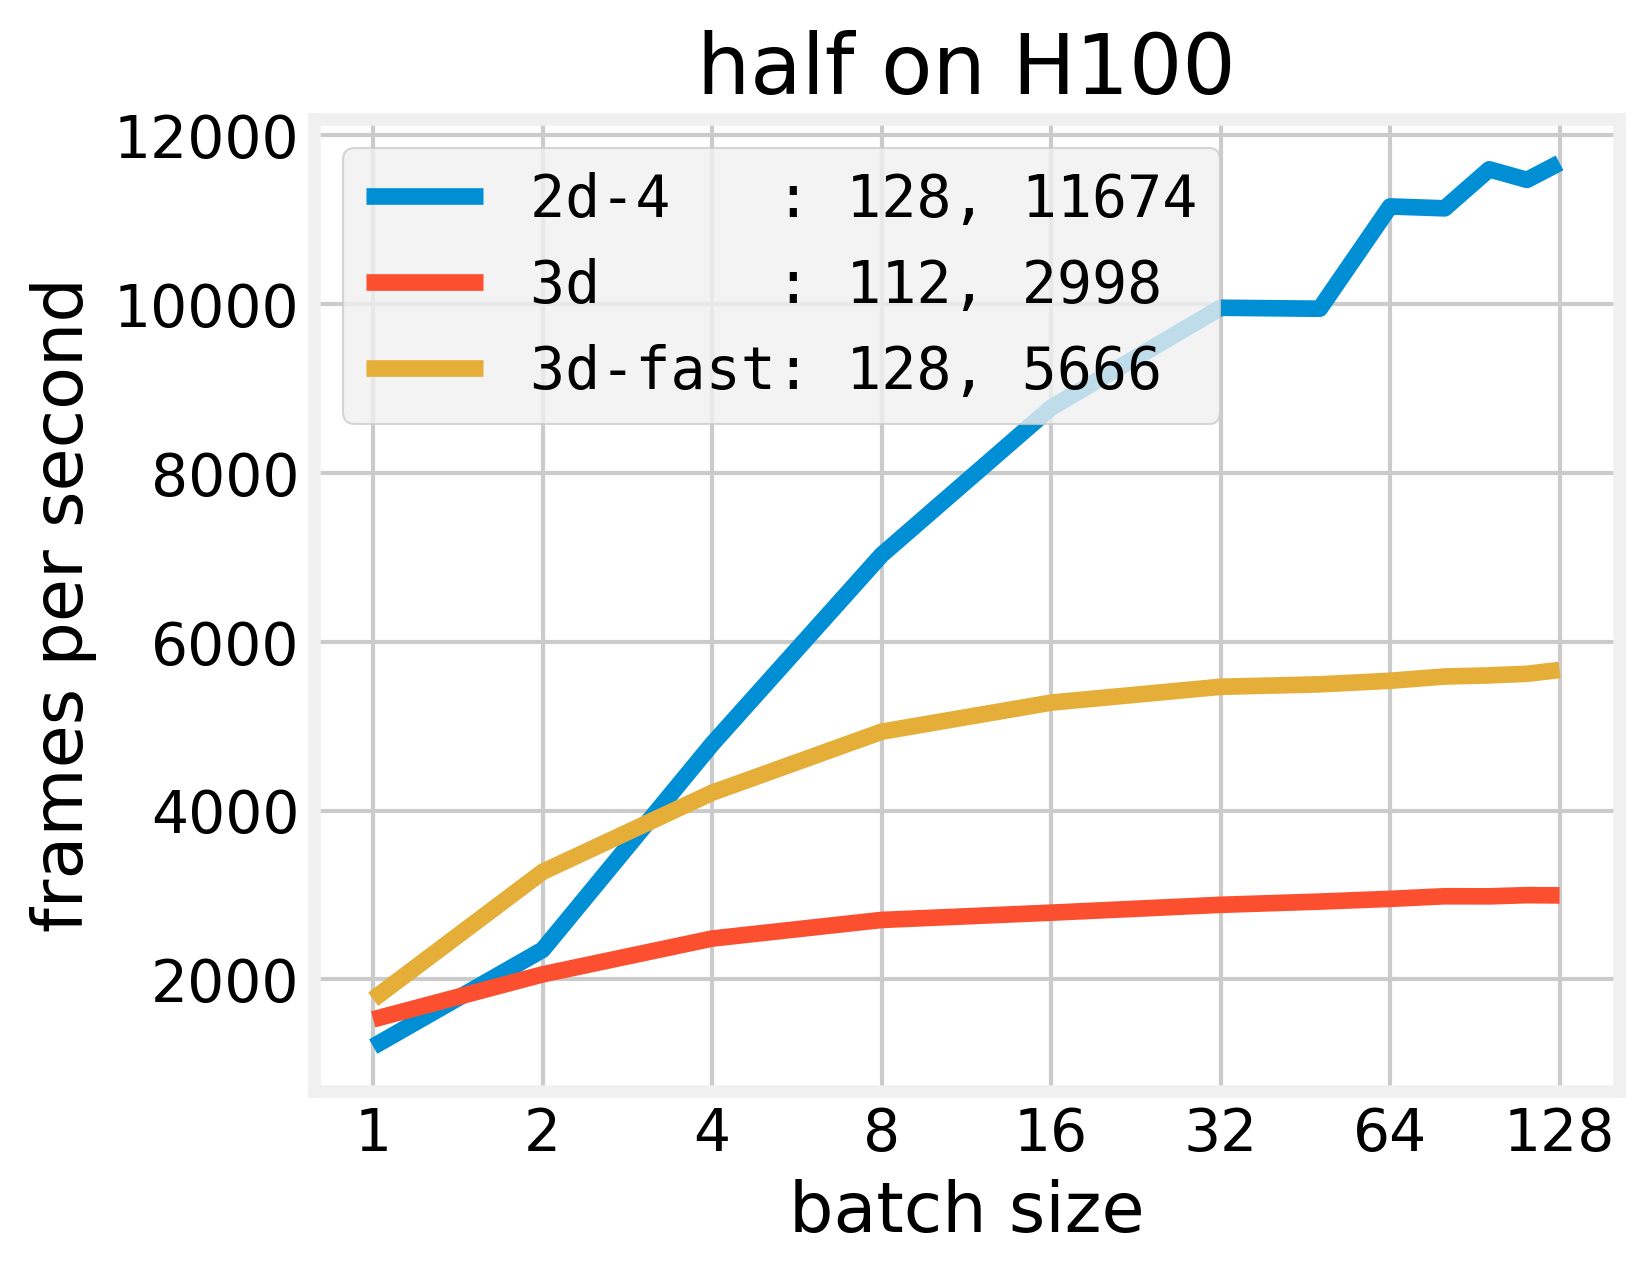 half on H100
12000
10000
8000
6000
4000
2000
frames per second
2d-4   : 128, 11674
3d     : 112, 2998
3d-fast: 128, 5666
1 2 4 8 16 32 64 128
batch size